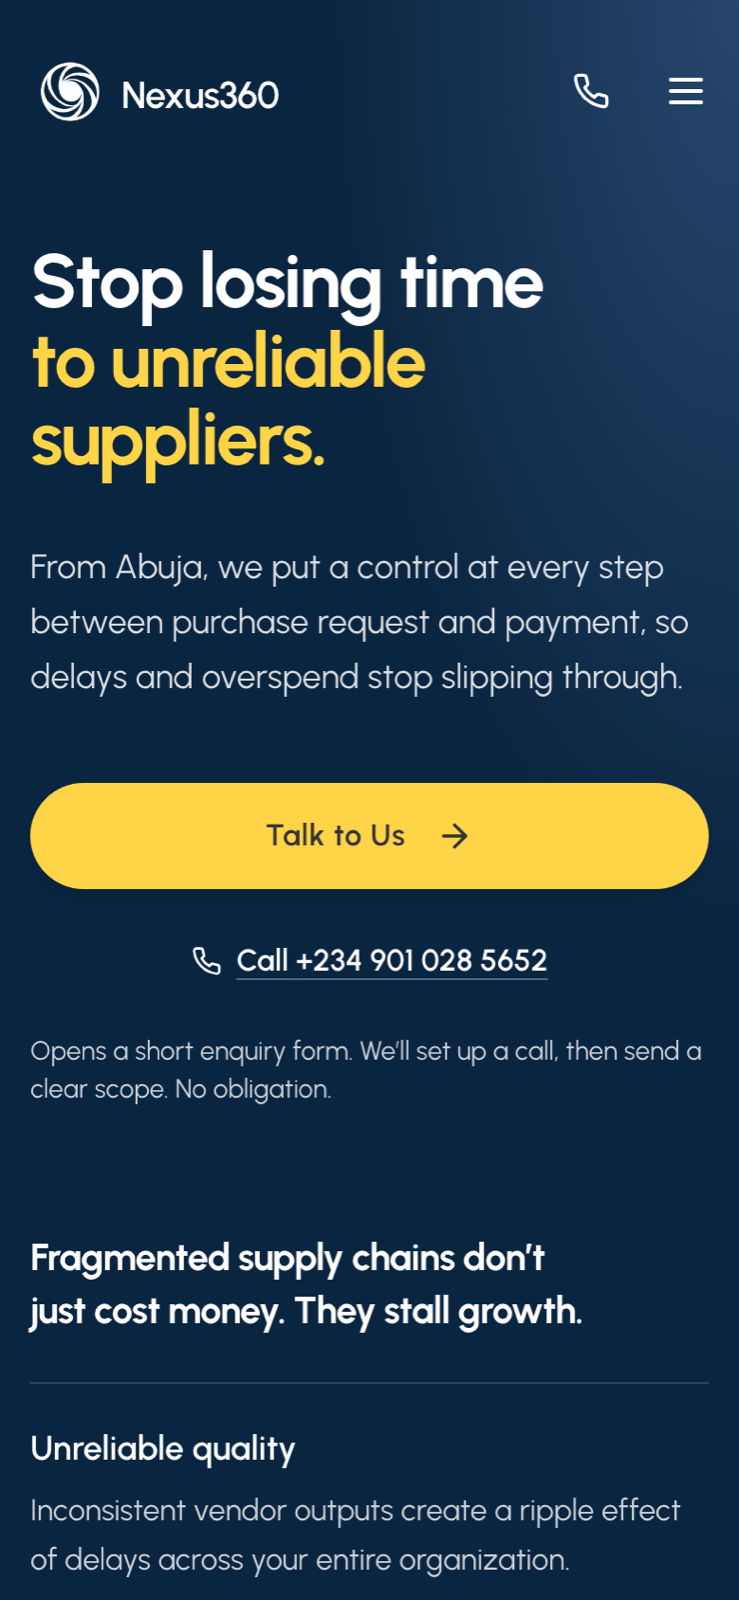 Nexus360
Stop losing time
to unreliable
suppliers.
From Abuja, we put a control at every step
between purchase request and payment, so
delays and overspend stop slipping through.
Talk to Us
Call +234 901 028 5652
Opens a short enquiry form. We’ll set up a call, then send a
clear scope. No obligation.
Fragmented supply chains don’t
just cost money. They stall growth.
Unreliable quality
Inconsistent vendor outputs create a ripple effect
of delays across your entire organization.